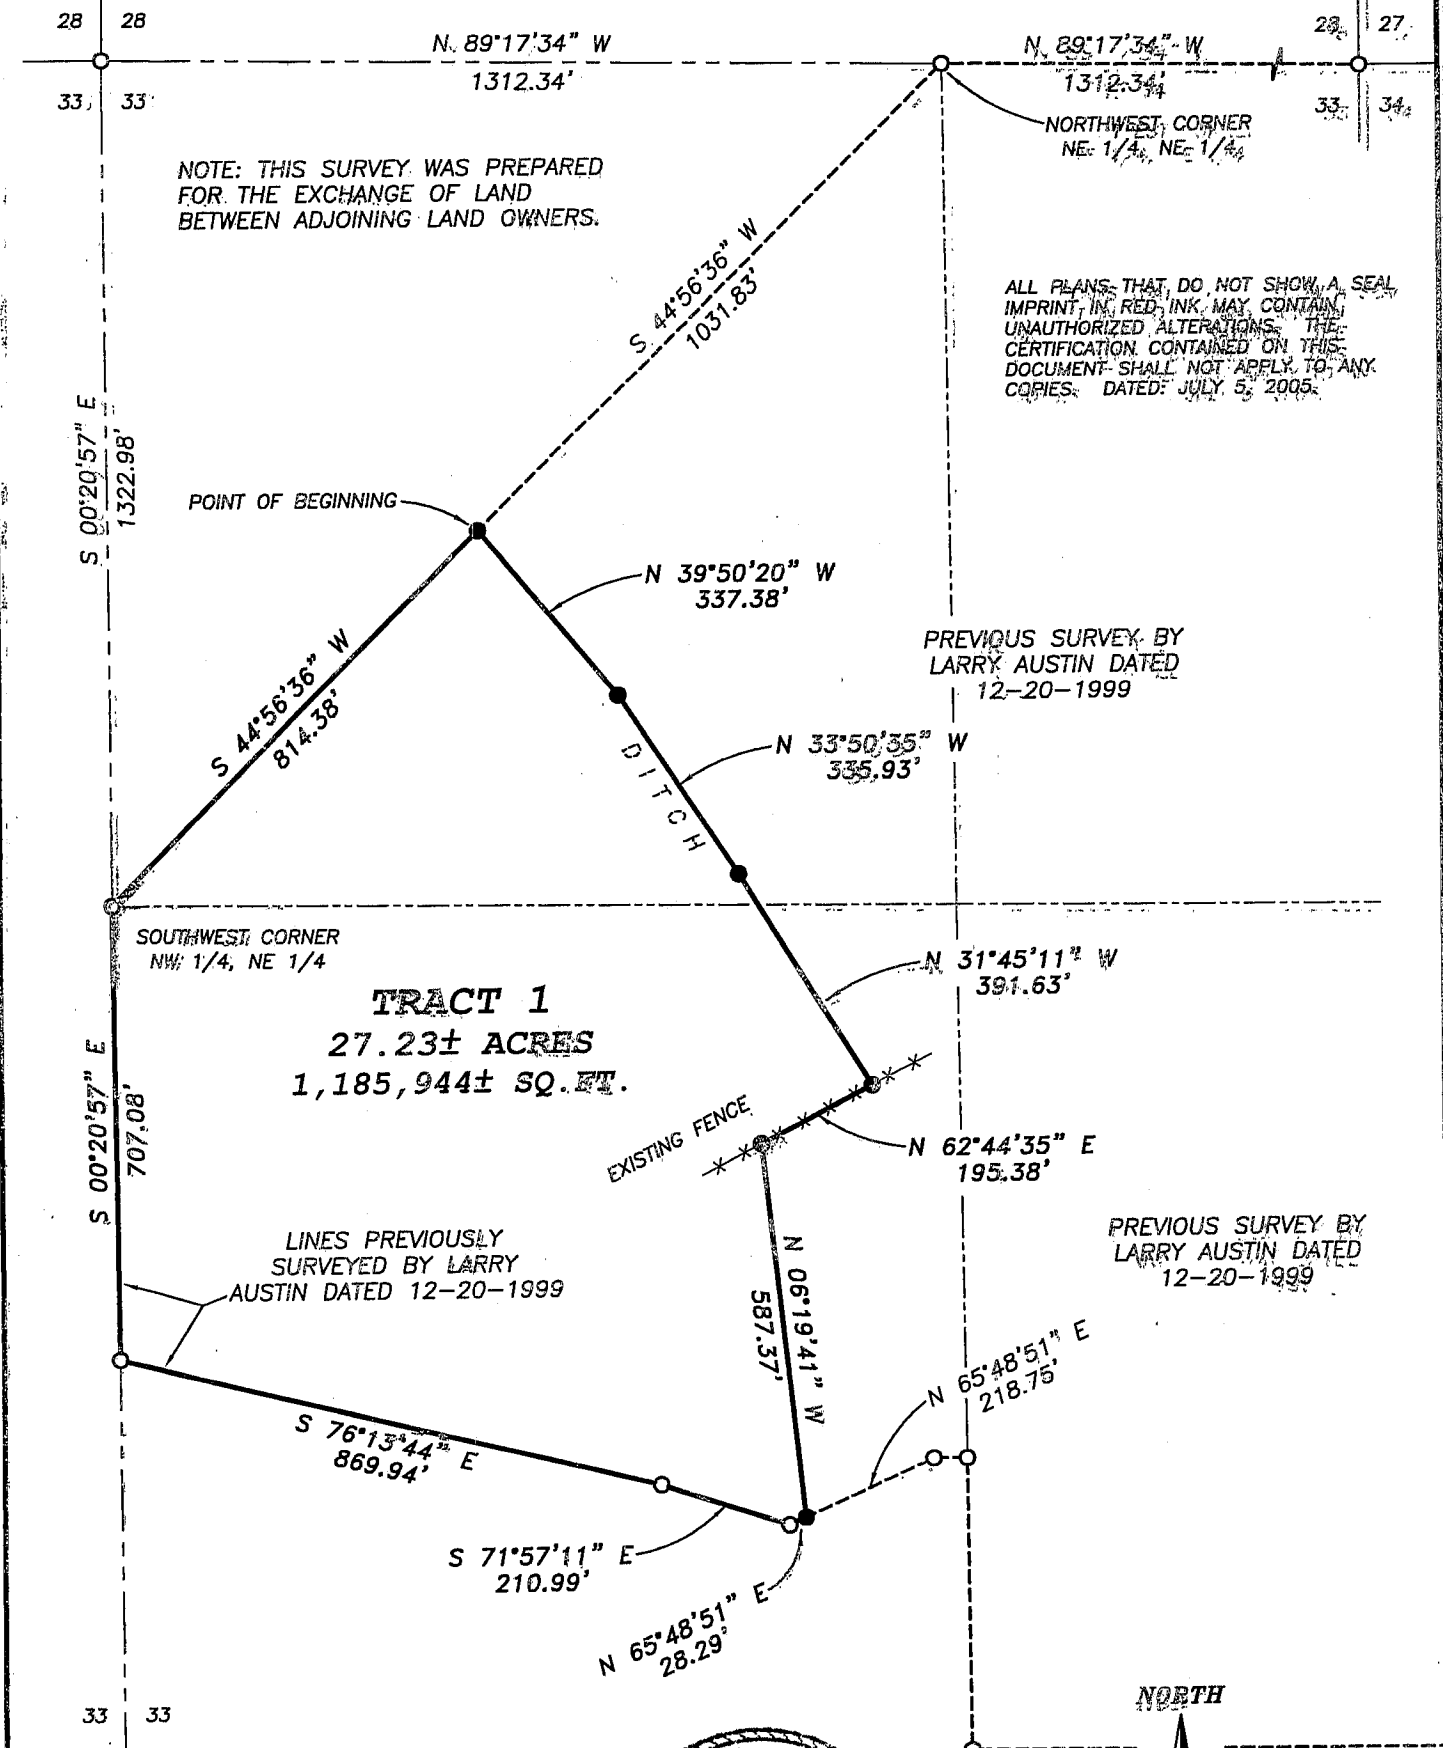 28 28
N. 89°17'34" W
1312.34'
N. 89°17'34" W
1312.34'
28 27
33 33
33 34
NORTHWEST CORNER
NE 1/4, NE 1/4
NOTE: THIS SURVEY WAS PREPARED
FOR THE EXCHANGE OF LAND
BETWEEN ADJOINING LAND OWNERS.
S 44°56'36" W
1031.83'
ALL PLANS THAT DO NOT SHOW A SEAL
IMPRINT IN RED INK MAY CONTAIN
UNAUTHORIZED ALTERATIONS. THE
CERTIFICATION CONTAINED ON THIS
DOCUMENT SHALL NOT APPLY TO ANY
COPIES. DATED: JULY 5, 2005
S 00°20'57" E
1322.98'
POINT OF BEGINNING
N 39°50'20" W
337.38'
PREVIOUS SURVEY BY
LARRY AUSTIN DATED
12-20-1999
S 44°56'36" W
814.38'
N 33°50'35" W
335.93'
DITCH
SOUTHWEST CORNER
NW 1/4, NE 1/4
N 31°45'11" W
391.63'
TRACT 1
27.23± ACRES
1,185,944± SQ.FT.
S 00°20'57" E
707.08'
EXISTING FENCE
N 62°44'35" E
195.38'
LINES PREVIOUSLY
SURVEYED BY LARRY
AUSTIN DATED 12-20-1999
PREVIOUS SURVEY BY
LARRY AUSTIN DATED
12-20-1999
N 06°19'41" W
587.37'
N 65°48'51" E
218.75'
S 76°13'44" E
869.94'
S 71°57'11" E
210.99'
N 65°48'51" E
28.29'
33 33
NORTH